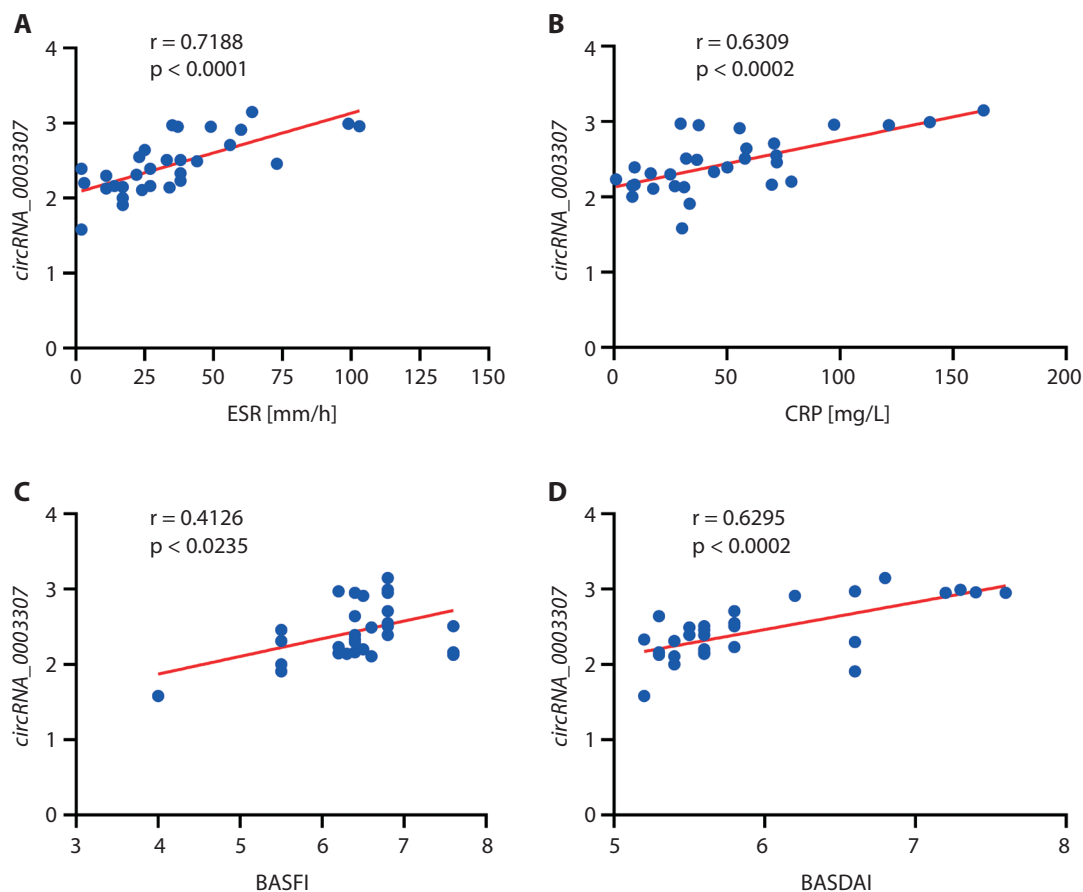 A
r = 0.7188
p < 0.0001
circRNA_0003307
4
3
2
1
0
0 25 50 75 100 125 150
ESR [mm/h]
B
r = 0.6309
p < 0.0002
circRNA_0003307
4
3
2
1
0
0 50 100 150 200
CRP [mg/L]
C
r = 0.4126
p < 0.0235
circRNA_0003307
4
3
2
1
0
3 4 5 6 7 8
BASFI
D
r = 0.6295
p < 0.0002
circRNA_0003307
4
3
2
1
0
5 6 7 8
BASDAI